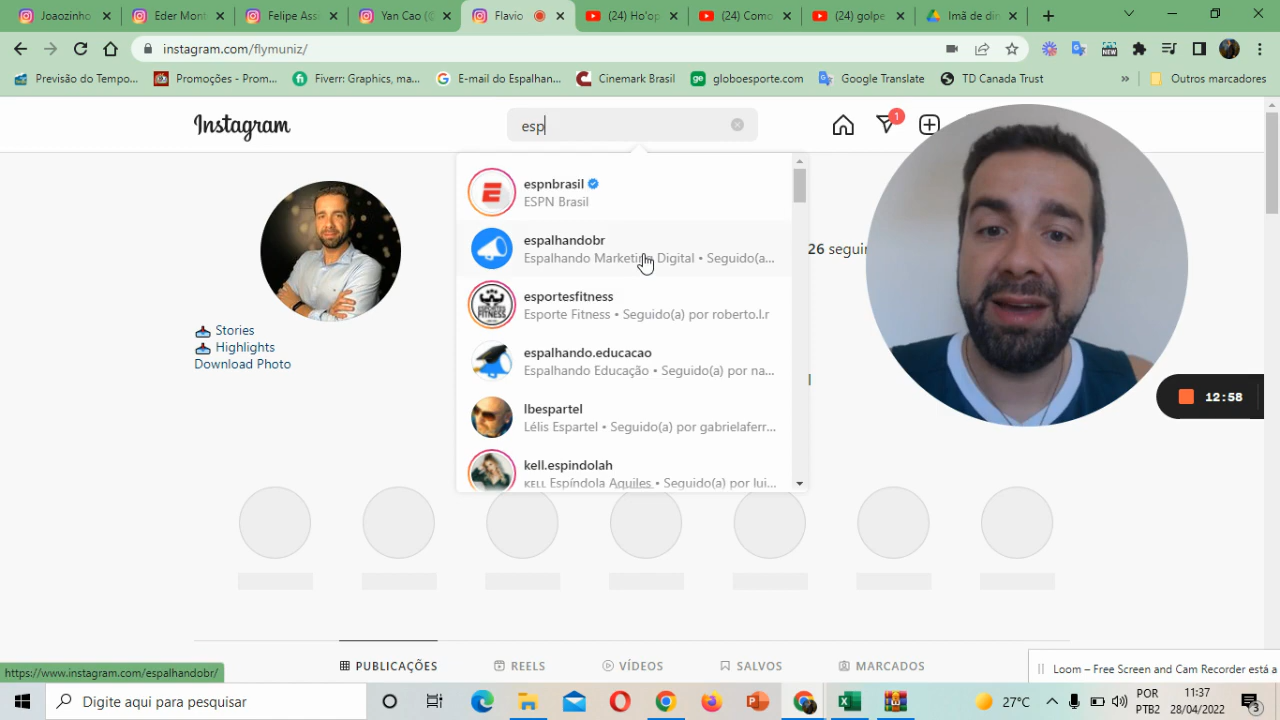 Joaozinho
Eder Mont
Felipe Ass
Yan Cao (@
Flavio
(24) Ho'op
(24) Como
(24) golpe
Imã de din
instagram.com/flymuniz/
NEW
Previsão do Tempo...
Promoções - Prom...
Fiverr: Graphics, ma...
E-mail do Espalhan...
Cinemark Brasil
ge globoesporte.com
Google Translate
TD Canada Trust
»
Outros marcadores
Instagram
esp
1
espnbrasil
ESPN Brasil
espalhandobr
Espalhando Marketing Digital • Seguido(a...
26 seguir
esportesfitness
Esporte Fitness • Seguido(a) por roberto.l.r
Stories
Highlights
Download Photo
espalhando.educacao
Espalhando Educação • Seguido(a) por na...
12:58
lbespartel
Lélis Espartel • Seguido(a) por gabrielaferr...
kell.espindolah
KELL Espíndola Aquiles • Seguido(a) por lui...
PUBLICAÇÕES
REELS
VÍDEOS
SALVOS
MARCADOS
https://www.instagram.com/espalhandobr/
Loom – Free Screen and Cam Recorder está a
Digite aqui para pesquisar
27°C
POR
PTB2
11:37
28/04/2022
3